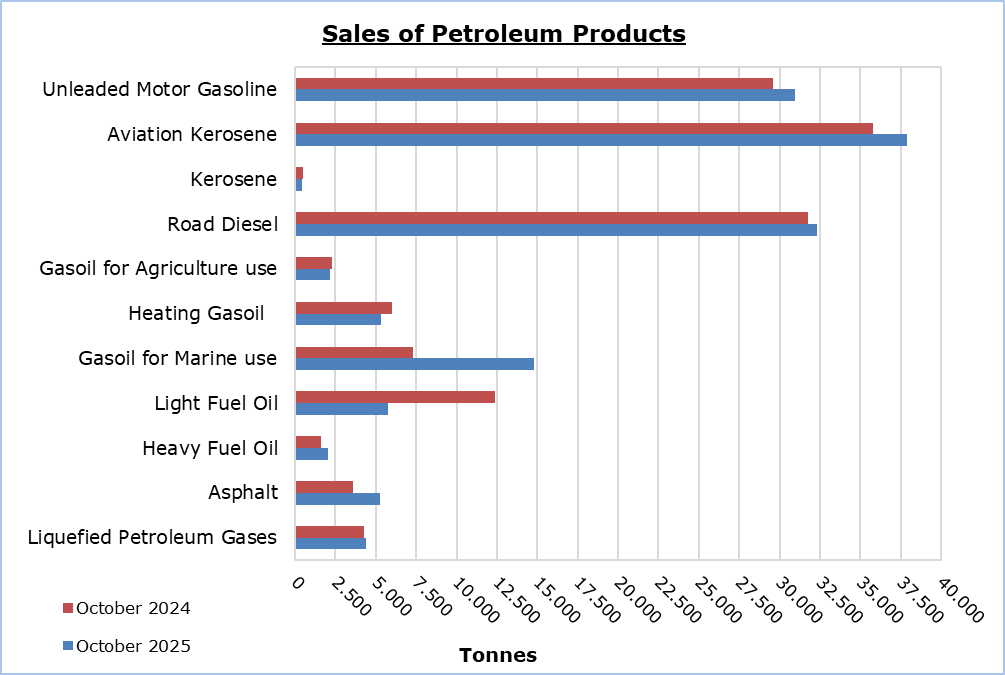 Sales of Petroleum Products
Unleaded Motor Gasoline
Aviation Kerosene
Kerosene
Road Diesel
Gasoil for Agriculture use
Heating Gasoil
Gasoil for Marine use
Light Fuel Oil
Heavy Fuel Oil
Asphalt
Liquefied Petroleum Gases
0
2.500
5.000
7.500
10.000
12.500
15.000
17.500
20.000
22.500
25.000
27.500
30.000
32.500
35.000
37.500
40.000
October 2024
October 2025
Tonnes